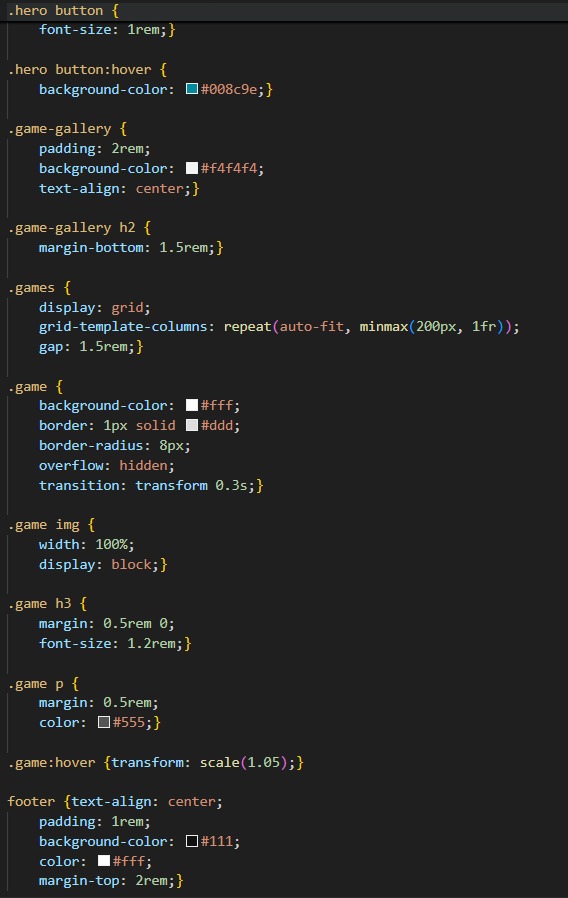 .hero button {
    font-size: 1rem;}

.hero button:hover {
    background-color: #008c9e;}

.game-gallery {
    padding: 2rem;
    background-color: #f4f4f4;
    text-align: center;}

.game-gallery h2 {
    margin-bottom: 1.5rem;}

.games {
    display: grid;
    grid-template-columns: repeat(auto-fit, minmax(200px, 1fr));
    gap: 1.5rem;}

.game {
    background-color: #fff;
    border: 1px solid #ddd;
    border-radius: 8px;
    overflow: hidden;
    transition: transform 0.3s;}

.game img {
    width: 100%;
    display: block;}

.game h3 {
    margin: 0.5rem 0;
    font-size: 1.2rem;}

.game p {
    margin: 0.5rem;
    color: #555;}

.game:hover {transform: scale(1.05);}

footer {text-align: center;
    padding: 1rem;
    background-color: #111;
    color: #fff;
    margin-top: 2rem;}